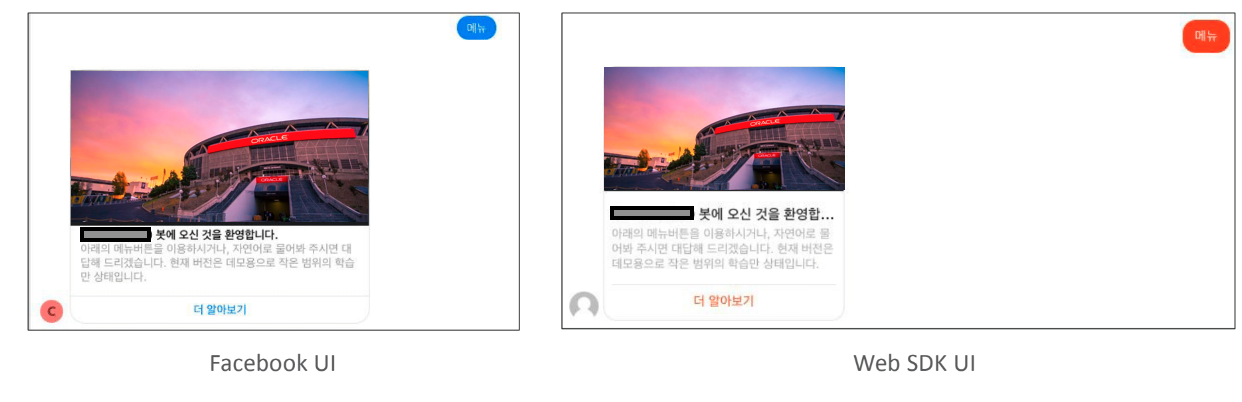 메뉴
ORACLE
ORACLE
봇에 오신 것을 환영합니다.
아래의 메뉴버튼을 이용하시거나, 자연어로 물어봐 주시면 대
답해 드리겠습니다. 현재 버전은 데모용으로 작은 범위의 학습
만 상태입니다.
C
더 알아보기
Facebook UI
메뉴
ORACLE
ORACLE
봇에 오신 것을 환영합...
아래의 메뉴버튼을 이용하시거나, 자연어로 물
어봐 주시면 대답해 드리겠습니다. 현재 버전은
데모용으로 작은 범위의 학습만 상태입니다.
더 알아보기
Web SDK UI